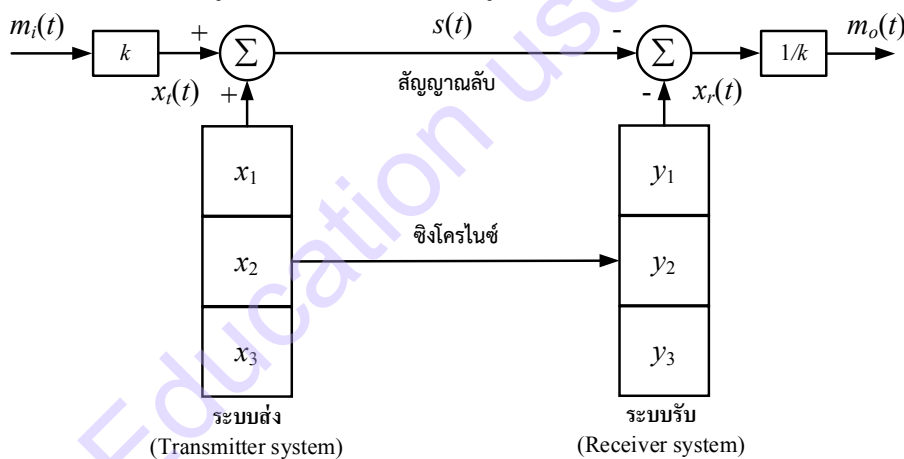 mᵢ(t)
k
xₜ(t)
+
+
Σ
s(t)
สัญญาณลับ
-
-
Σ
xᵣ(t)
1/k
mₒ(t)
x₁
x₂
x₃
ซิงโครไนซ์
y₁
y₂
y₃
ระบบส่ง
(Transmitter system)
ระบบรับ
(Receiver system)
Education use